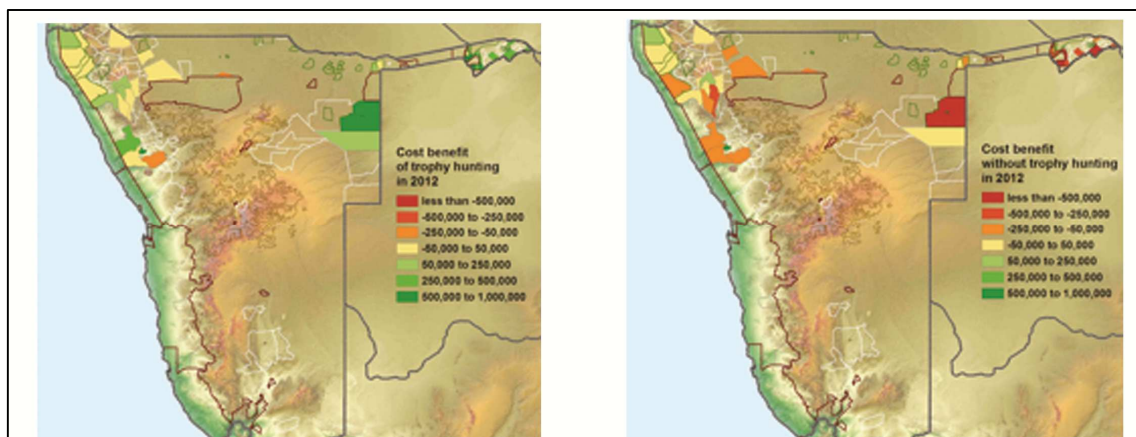 Cost benefit
of trophy hunting
in 2012
less than -500,000
-500,000 to -250,000
-250,000 to -50,000
-50,000 to 50,000
50,000 to 250,000
250,000 to 500,000
500,000 to 1,000,000
Cost benefit
without trophy hunting
in 2012
less than -500,000
-500,000 to -250,000
-250,000 to -50,000
-50,000 to 50,000
50,000 to 250,000
250,000 to 500,000
500,000 to 1,000,000